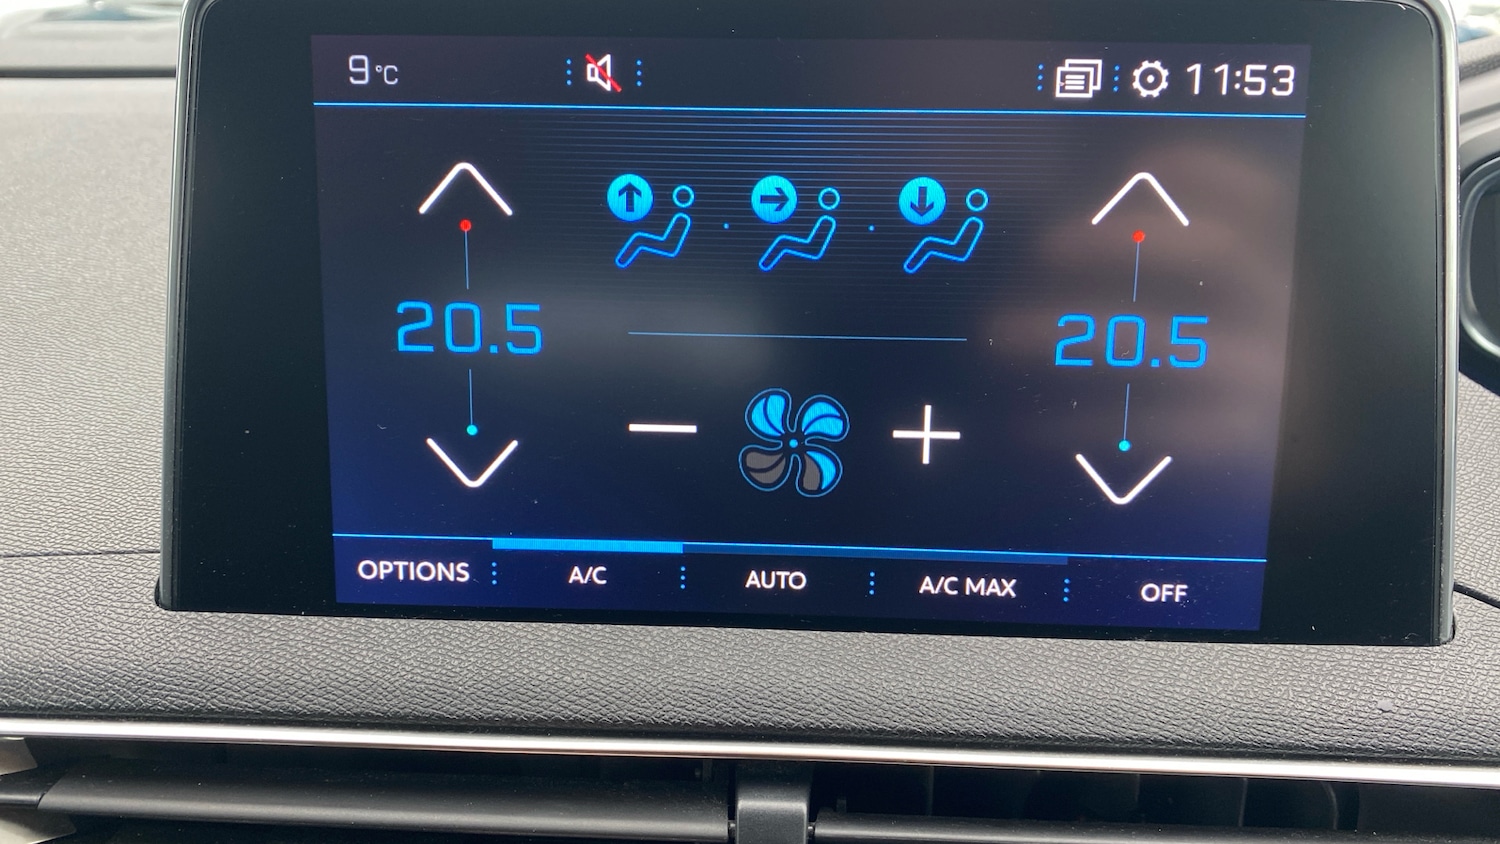 9°C 11:53
20.5 20.5
OPTIONS A/C AUTO A/C MAX OFF